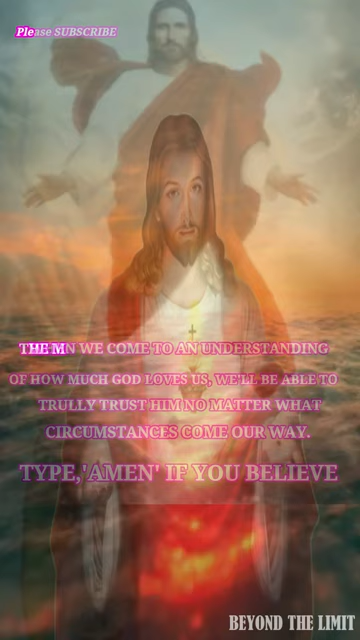 Please SUBSCRIBE
WE COME TO AN UNDERSTANDING
OF HOW MUCH GOD LOVES US, WE'LL BE ABLE TO
TRULLY TRUST HIM NO MATTER WHAT
CIRCUMSTANCES COME OUR WAY.
TYPE,'AMEN' IF YOU BELIEVE
BEYOND THE LIMIT